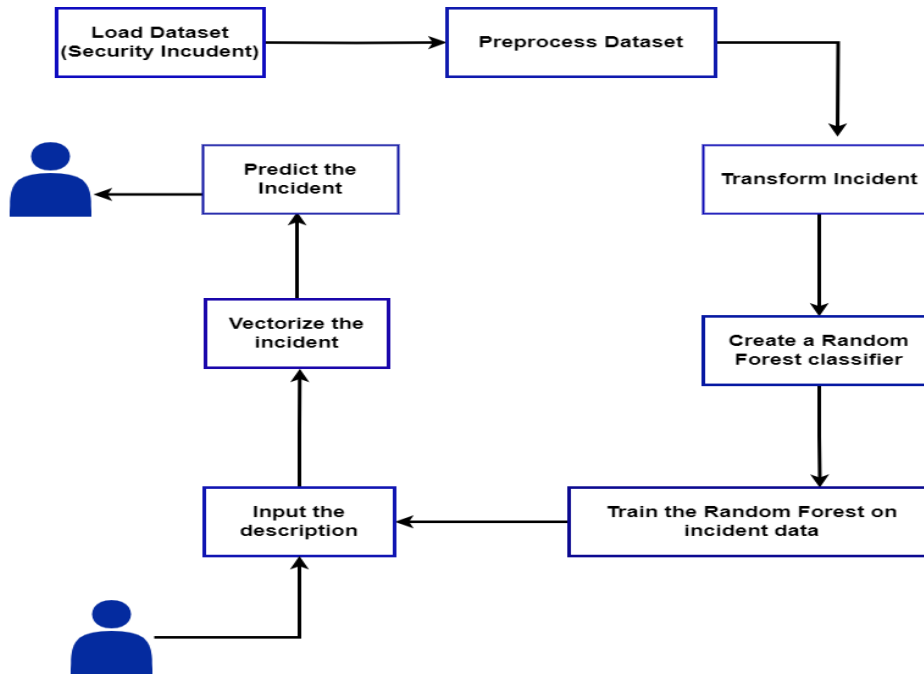 Load Dataset
(Security Incudent)
Preprocess Dataset
Transform Incident
Create a Random
Forest classifier
Train the Random Forest on
incident data
Input the
description
Vectorize the
incident
Predict the
Incident